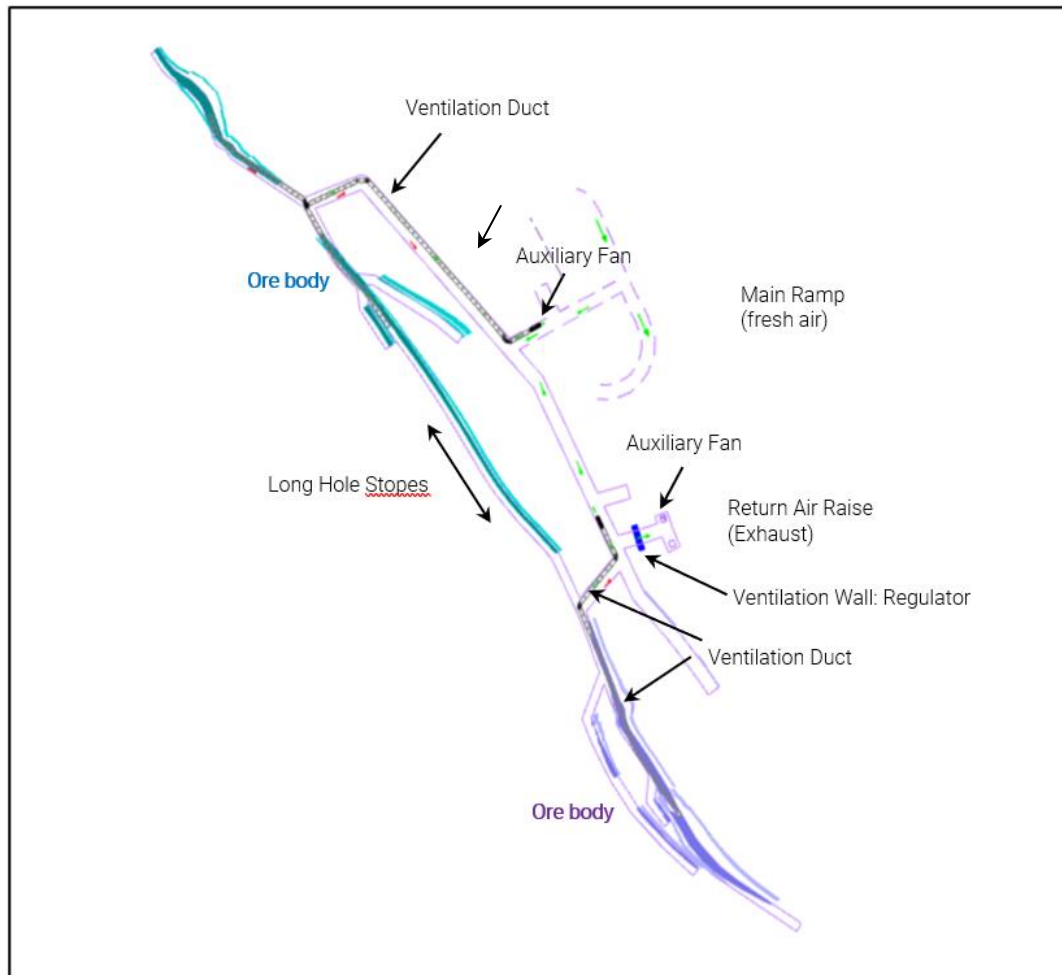 Ventilation Duct
Auxiliary Fan
Ore body
Main Ramp
(fresh air)
Auxiliary Fan
Long Hole Stopes
Return Air Raise
(Exhaust)
Ventilation Wall: Regulator
Ventilation Duct
Ore body